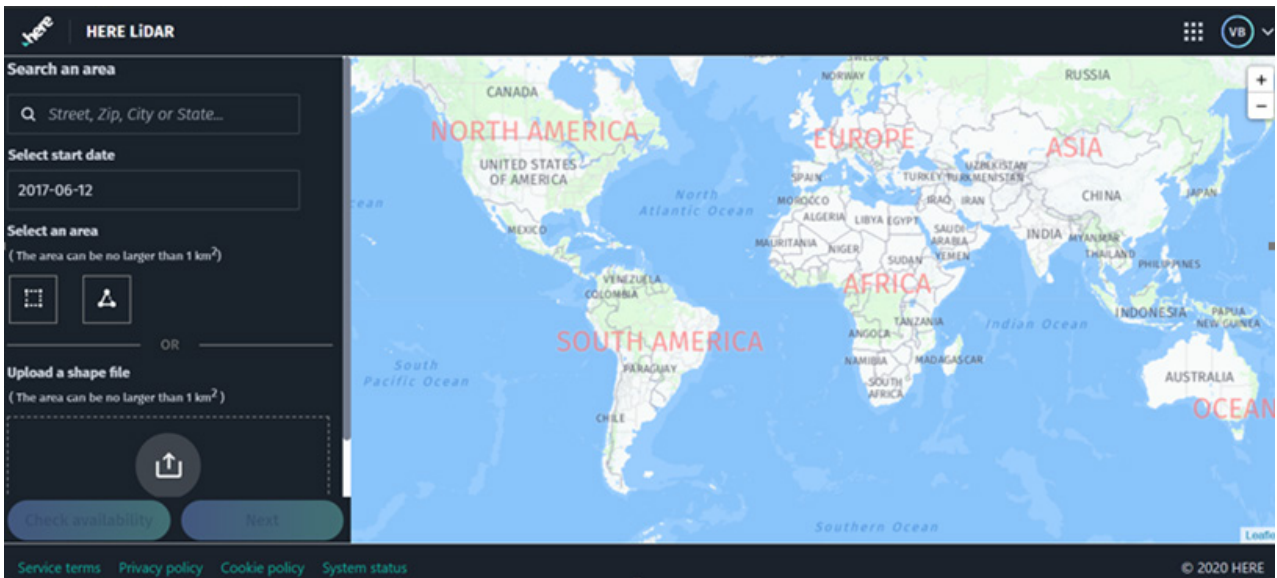 here
HERE LiDAR
VB
Search an area
Street, Zip, City or State...
Select start date
2017-06-12
Select an area
( The area can be no larger than 1 km²)
OR
Upload a shape file
( The area can be no larger than 1 km² )
Check availability
Next
+
−
NORWAY
RUSSIA
CANADA
NORTH AMERICA
EUROPE
ASIA
UNITED STATES
OF AMERICA
UZBEKISTAN
SPAIN
TURKEY
TURKMENISTAN
North
Atlantic Ocean
CHINA
JAPAN
MOROCCO
IRAQ
IRAN
ALGERIA
LIBYA
EGYPT
MEXICO
SAUDI
ARABIA
INDIA
MYANMAR
MAURITANIA
NIGER
SUDAN
YEMEN
THAILAND
PHILIPPINES
VENEZUELA
COLOMBIA
AFRICA
INDONESIA
PAPUA
NEW GUINEA
TANZANIA
ANGOLA
Indian Ocean
SOUTH AMERICA
South
Pacific Ocean
PARAGUAY
NAMIBIA
MADAGASCAR
SOUTH
AFRICA
AUSTRALIA
OCEAN
CHILE
Southern Ocean
Leafle
Service terms
Privacy policy
Cookie policy
System status
© 2020 HERE